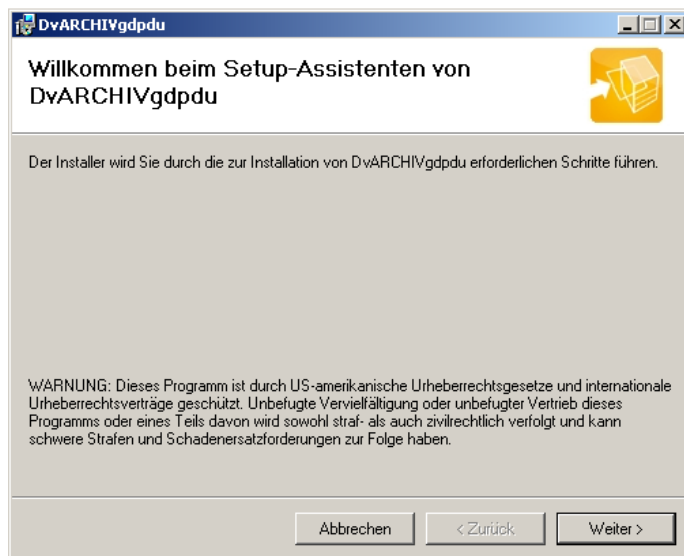 DvARCHIVgdpdu
Willkommen beim Setup-Assistenten von
DvARCHIVgdpdu
Der Installer wird Sie durch die zur Installation von DvARCHIVgdpdu erforderlichen Schritte führen.
WARNUNG: Dieses Programm ist durch US-amerikanische Urheberrechtsgesetze und internationale
Urheberrechtsverträge geschützt. Unbefugte Vervielfältigung oder unbefugter Vertrieb dieses
Programms oder eines Teils davon wird sowohl straf- als auch zivilrechtlich verfolgt und kann
schwere Strafen und Schadenersatzforderungen zur Folge haben.
Abbrechen < Zurück Weiter >